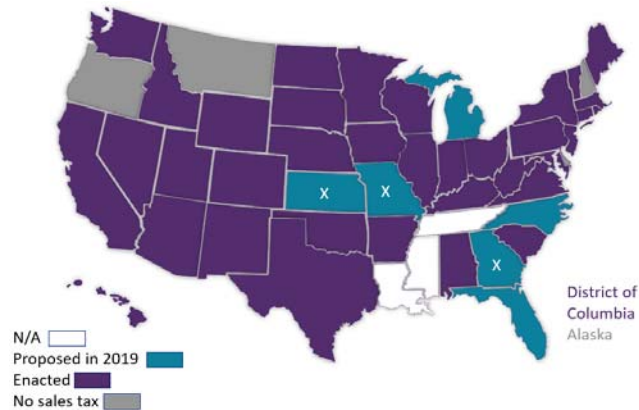 X
X
X
District of
Columbia
Alaska
N/A
Proposed in 2019
Enacted
No sales tax